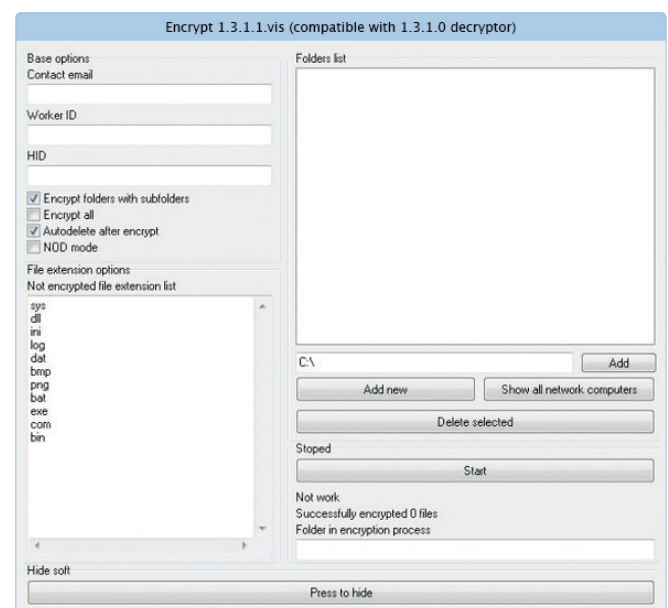 Encrypt 1.3.1.1.vis (compatible with 1.3.1.0 decryptor)
Base options
Contact email
Worker ID
HID
Encrypt folders with subfolders
Encrypt all
Autodelete after encrypt
NOD mode
File extension options
Not encrypted file extension list
sys
dll
ini
log
dat
bmp
png
bat
exe
com
bin
Folders list
C:\
Add
Add new
Show all network computers
Delete selected
Stoped
Start
Not work
Successfully encrypted 0 files
Folder in encryption process
Hide soft
Press to hide